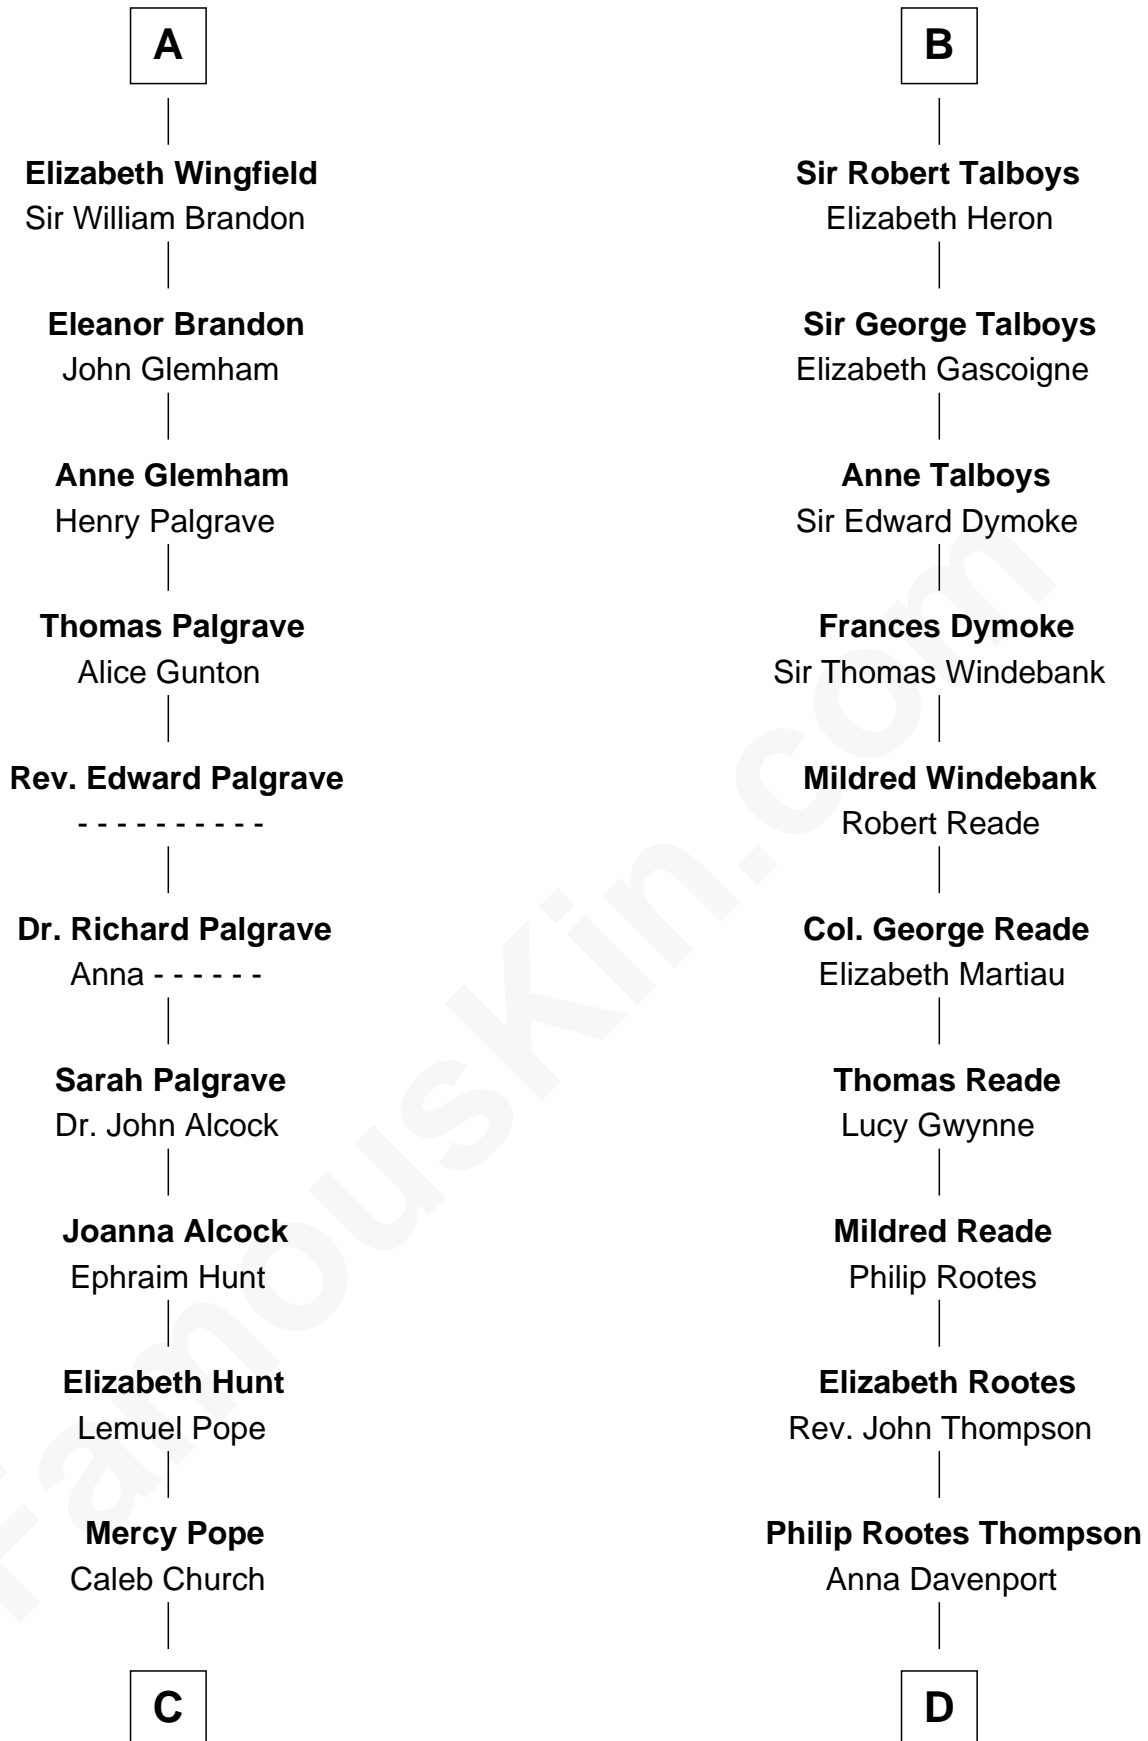 A
Elizabeth Wingfield
Sir William Brandon
Eleanor Brandon
John Glemham
Anne Glemham
Henry Palgrave
Thomas Palgrave
Alice Gunton
Rev. Edward Palgrave
- - - - - - - - - -
Dr. Richard Palgrave
Anna - - - - - -
Sarah Palgrave
Dr. John Alcock
Joanna Alcock
Ephraim Hunt
Elizabeth Hunt
Lemuel Pope
Mercy Pope
Caleb Church
C
B
Sir Robert Talboys
Elizabeth Heron
Sir George Talboys
Elizabeth Gascoigne
Anne Talboys
Sir Edward Dymoke
Frances Dymoke
Sir Thomas Windebank
Mildred Windebank
Robert Reade
Col. George Reade
Elizabeth Martiau
Thomas Reade
Lucy Gwynne
Mildred Reade
Philip Rootes
Elizabeth Rootes
Rev. John Thompson
Philip Rootes Thompson
Anna Davenport
D
FamousKin.com